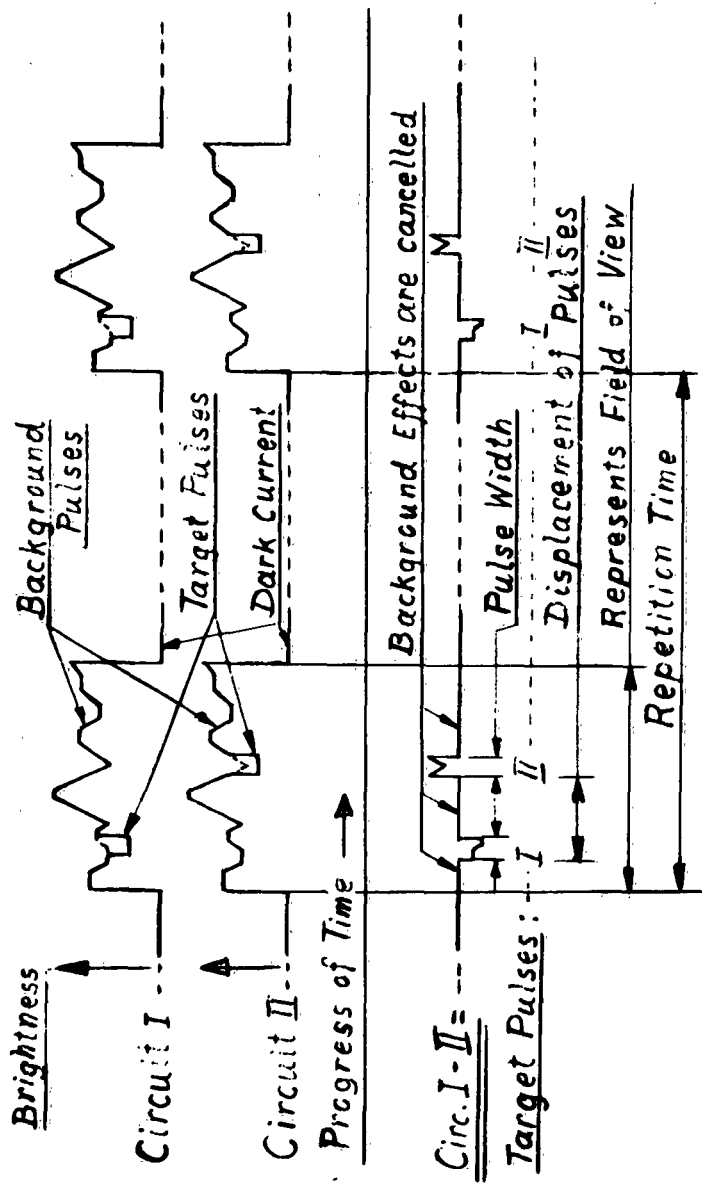 Brightness
Circuit I
Circuit II
Progress of Time
Background
Pulses
Target Pulses
Dark Current
Background Effects are cancelled
Circ. I - II =
Pulse Width
Target Pulses:
I
II
I
II
Displacement of Pulses
Represents Field of View
Repetition Time